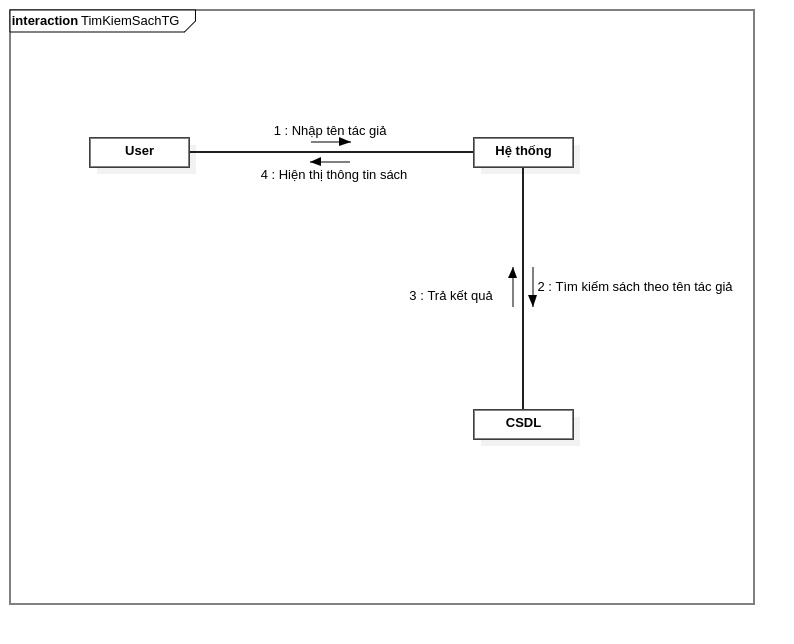 interaction TimKiemSachTG
1 : Nhập tên tác giả
User
Hệ thống
4 : Hiện thị thông tin sách
2 : Tìm kiếm sách theo tên tác giả
3 : Trả kết quả
CSDL